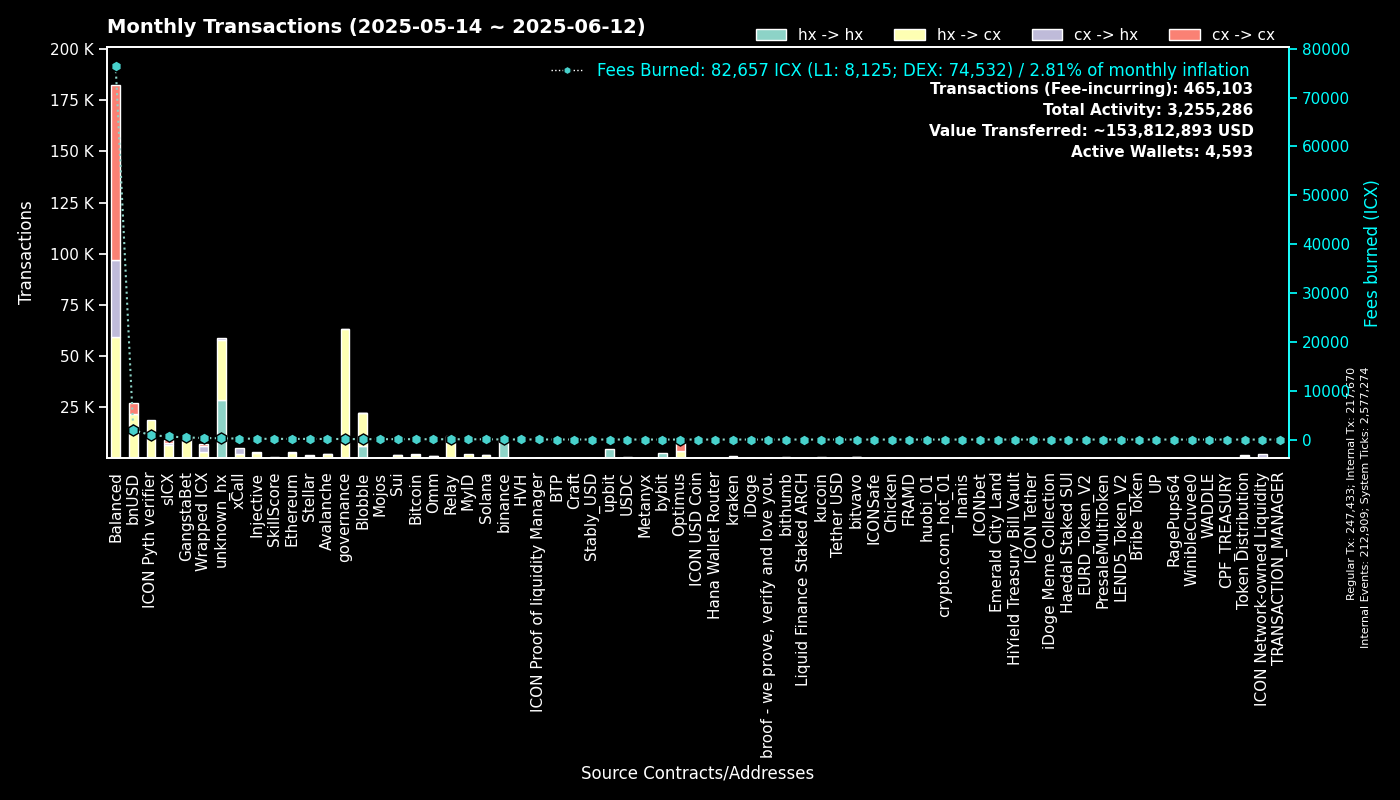 Monthly Transactions (2025-05-14 ~ 2025-06-12)
hx -> hx
hx -> cx
cx -> hx
cx -> cx
Fees Burned: 82,657 ICX (L1: 8,125; DEX: 74,532) / 2.81% of monthly inflation
Transactions (Fee-incurring): 465,103
Total Activity: 3,255,286
Value Transferred: ~153,812,893 USD
Active Wallets: 4,593
Transactions
200 K
175 K
150 K
125 K
100 K
75 K
50 K
25 K
80000
70000
60000
50000
40000
30000
20000
10000
0
Fees burned (ICX)
Regular Tx: 247,433; Internal Tx: 217,670
Internal Events: 212,909; System Ticks: 2,577,274
Balanced
bnUSD
ICON Pyth verifier
sICX
GangstaBet
Wrapped ICX
unknown_hx
xCall
Injective
SkillScore
Ethereum
Stellar
Avalanche
governance
Blobble
Mojos
Sui
Bitcoin
Omm
Relay
MyID
Solana
binance
HVH
ICON Proof of liquidity Manager
BTP
Craft
Stably_USD
upbit
USDC
Metanyx
bybit
Optimus
ICON USD Coin
Hana Wallet Router
kraken
iDoge
broof - we prove, verify and love you.
bithumb
Liquid Finance Staked ARCH
kucoin
Tether USD
bitvavo
ICONSafe
Chicken
FRAMD
huobi_01
crypto.com_hot_01
Inanis
ICONbet
Emerald City Land
HiYield Treasury Bill Vault
ICON Tether
iDoge Meme Collection
Haedal Staked SUI
EURD_Token_V2
PresaleMultiToken
LEND5_Token_V2
Bribe Token
UP
RagePups64
WinibleCuvee0
WADDLE
CPF_TREASURY
Token Distribution
ICON Network-owned Liquidity
TRANSACTION_MANAGER
Source Contracts/Addresses